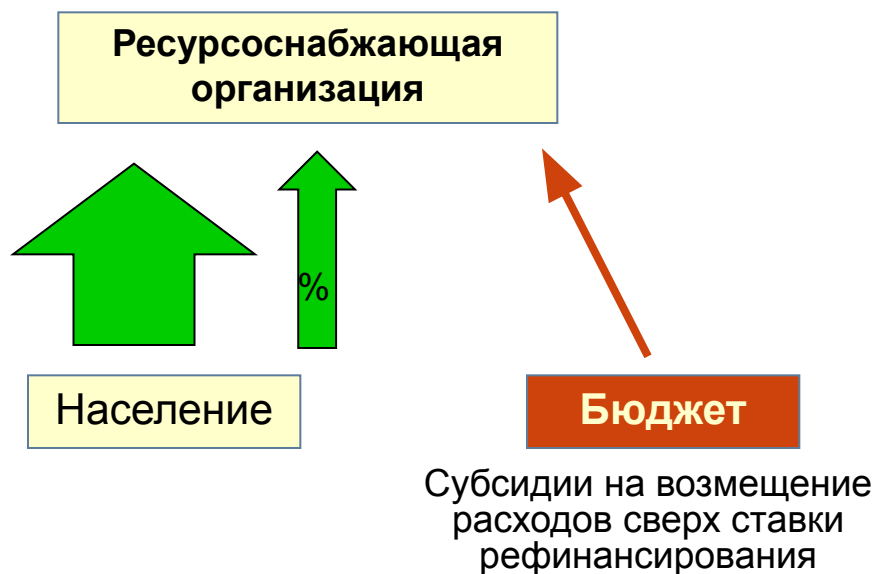 Ресурсоснабжающая
организация
%
Население
Бюджет
Субсидии на возмещение
расходов сверх ставки
рефинансирования